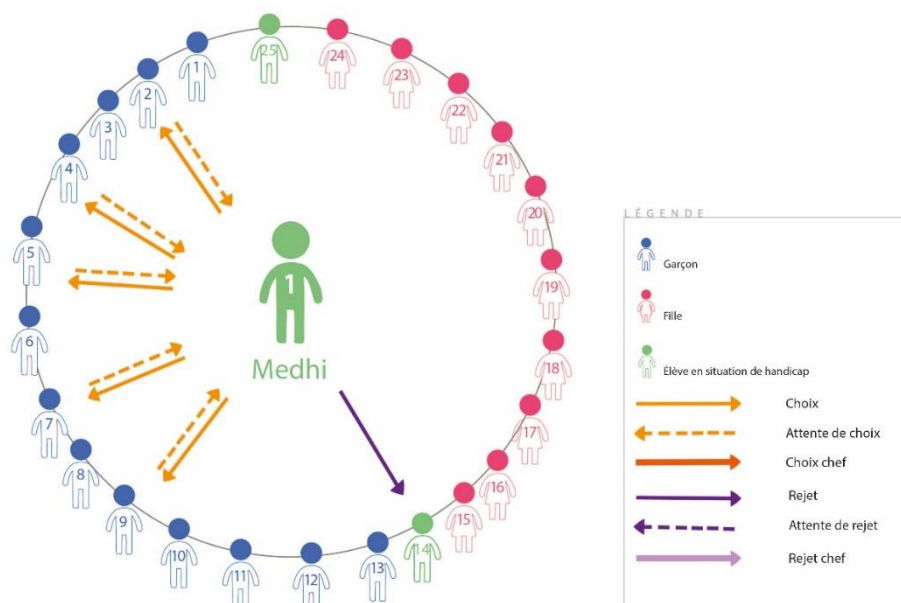 25
24
23
22
21
20
19
18
17
16
15
14
13
12
11
10
9
8
7
6
5
4
3
2
1
1
Medhi
LÉGENDE
Garçon
Fille
Élève en situation de handicap
Choix
Attente de choix
Choix chef
Rejet
Attente de rejet
Rejet chef